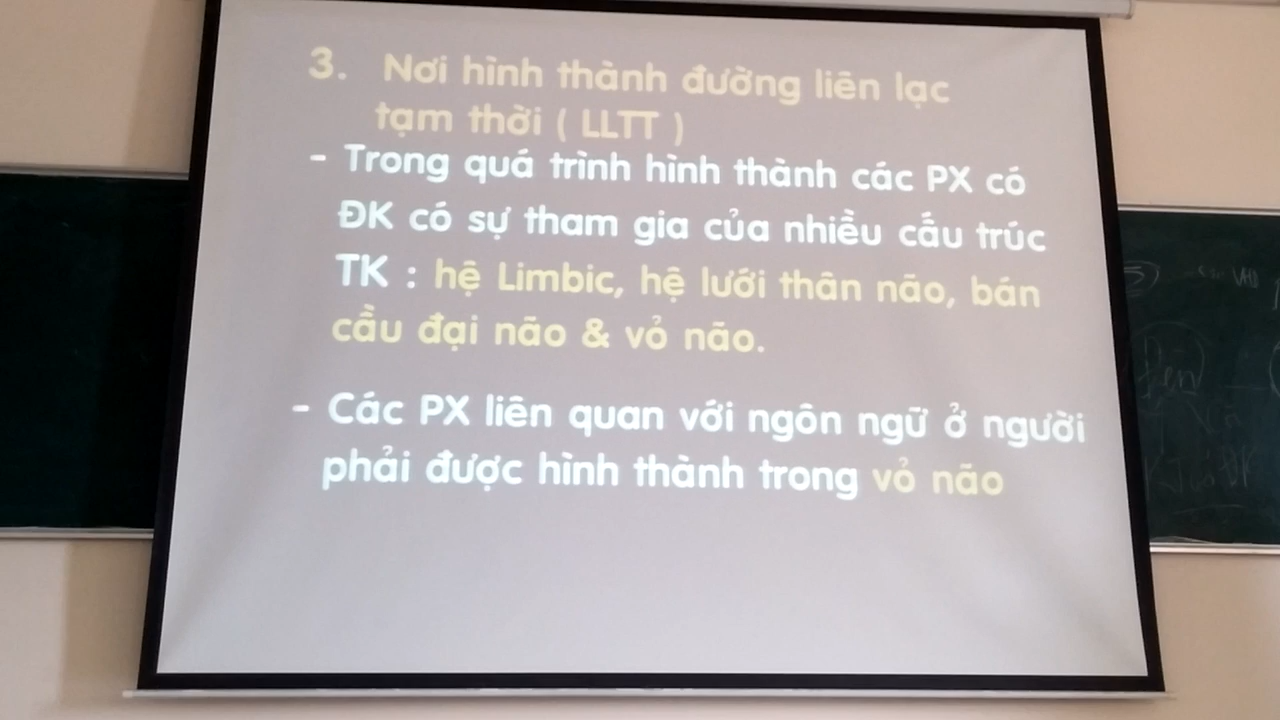 3. Nơi hình thành đường liên lạc
tạm thời ( LLTT )
- Trong quá trình hình thành các PX có
ĐK có sự tham gia của nhiều cấu trúc
TK : hệ Limbic, hệ lưới thân não, bán
cầu đại não & vỏ não.
- Các PX liên quan với ngôn ngữ ở người
phải được hình thành trong vỏ não